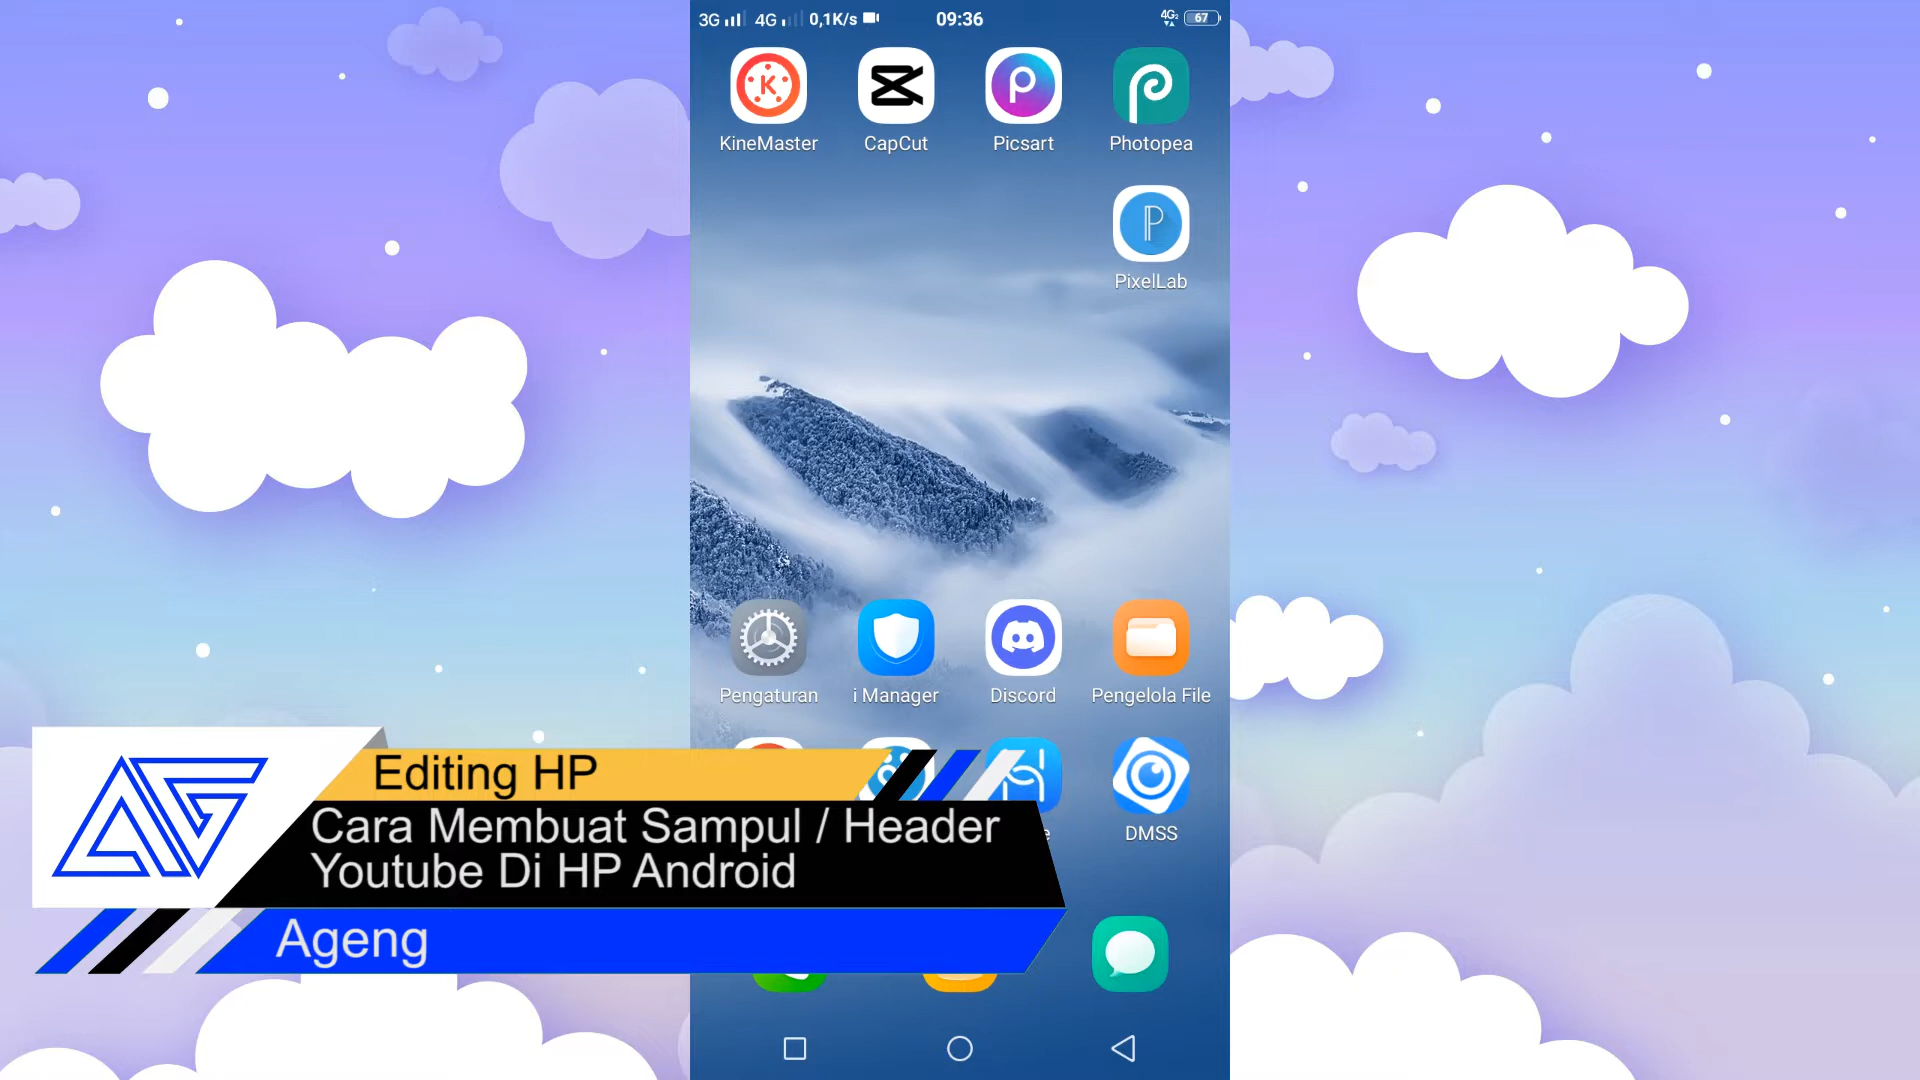 3G 4G 0,1K/s 09:36 4G2 67
K
KineMaster CapCut Picsart Photopea
PixelLab
Pengaturan i Manager Discord Pengelola File
Editing HP
DMSS
Cara Membuat Sampul / Header
Youtube Di HP Android
Ageng